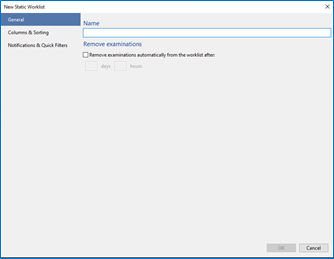 New Static Worklist
General
Columns & Sorting
Notifications & Quick Filters
Name
Remove examinations
Remove examinations automatically from the worklist after:
days hours
OK Cancel